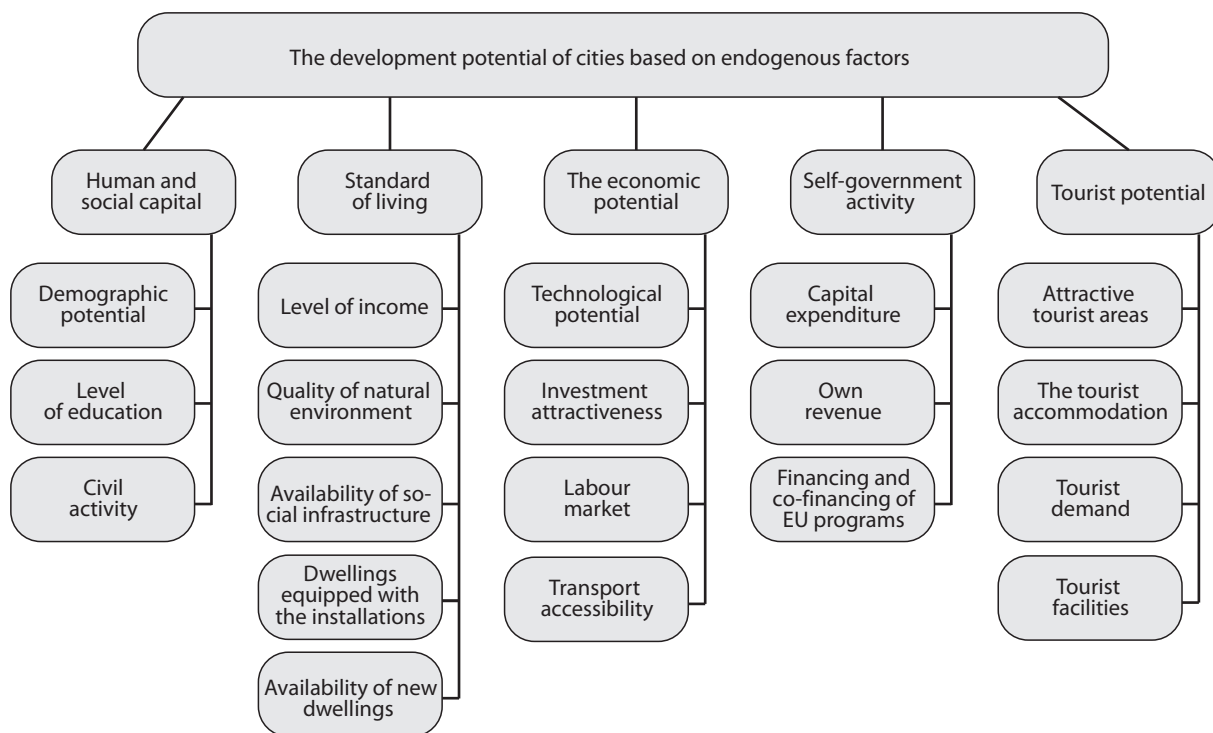 The development potential of cities based on endogenous factors
Human and
social capital
Demographic
potential
Level
of education
Civil
activity
Standard
of living
Level of income
Quality of natural
environment
Availability of so-
cial infrastructure
Dwellings
equipped with
the installations
Availability of new
dwellings
The economic
potential
Technological
potential
Investment
attractiveness
Labour
market
Transport
accessibility
Self-government
activity
Capital
expenditure
Own
revenue
Financing and
co-financing of
EU programs
Tourist potential
Attractive
tourist areas
The tourist
accommodation
Tourist
demand
Tourist
facilities